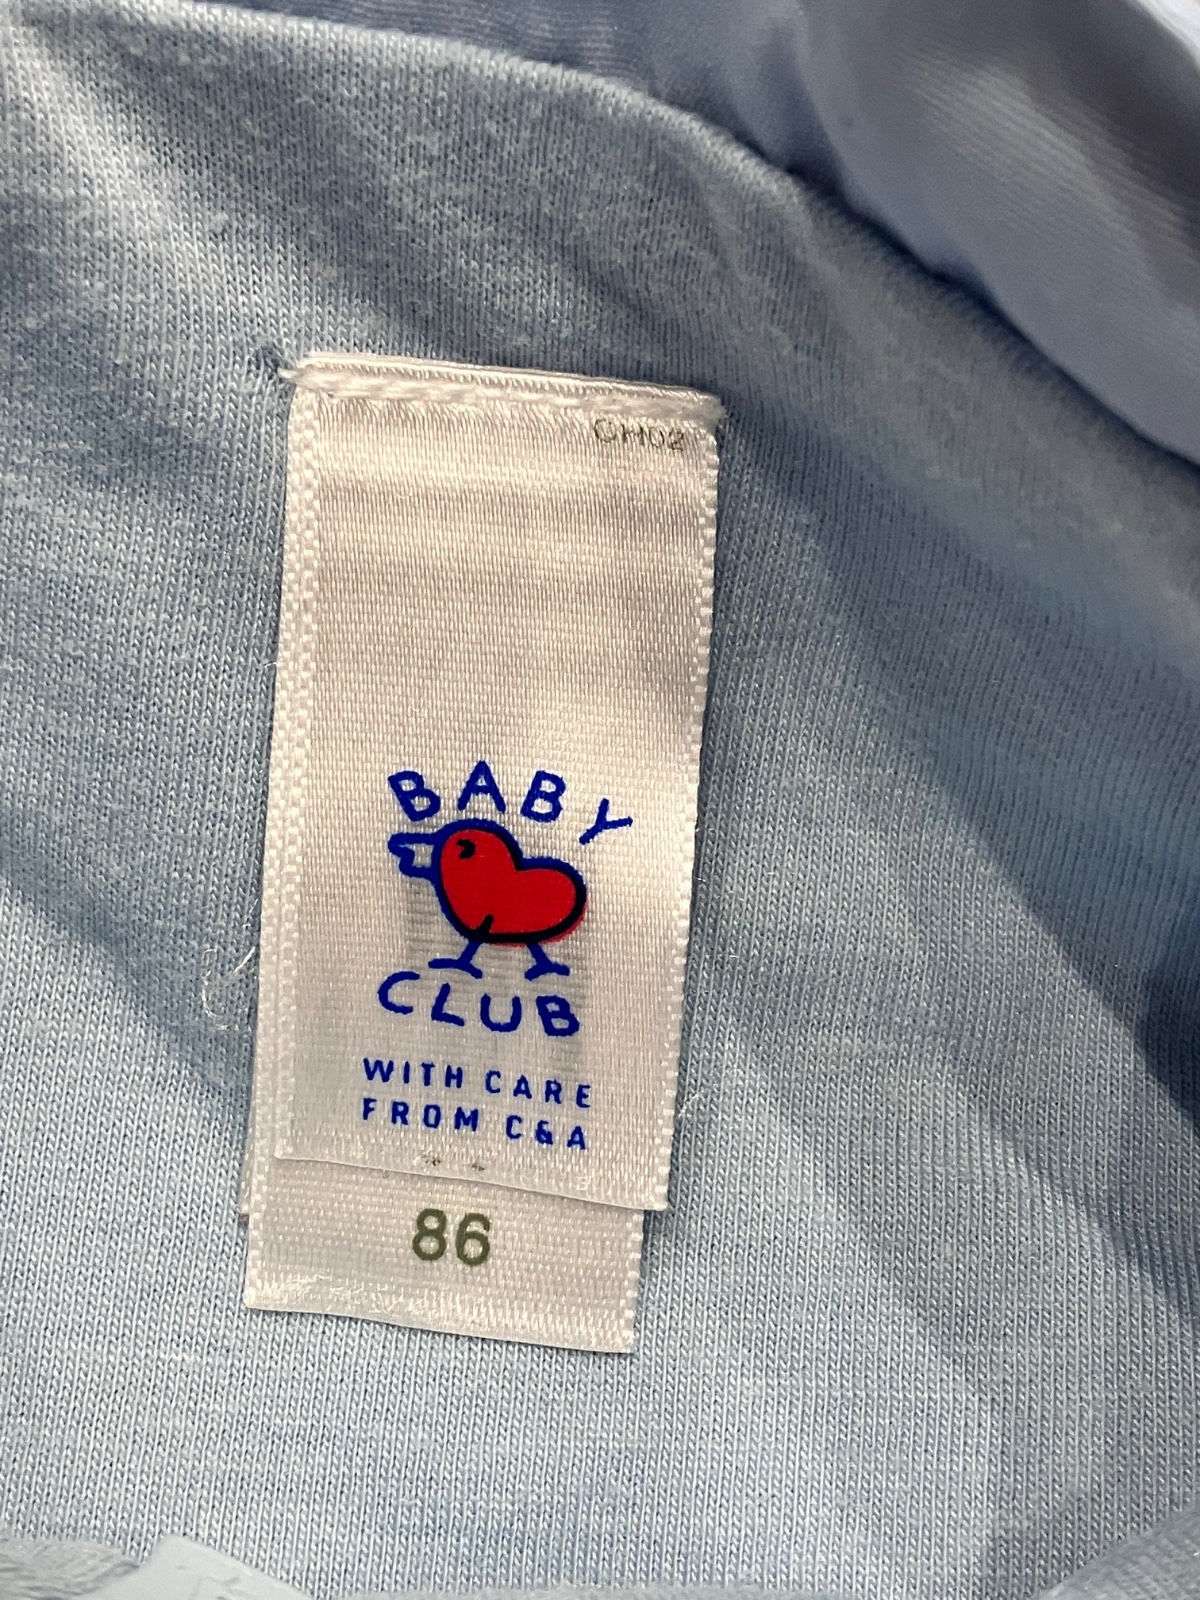 CH02
BABY
CLUB
WITH CARE
FROM C&A
86